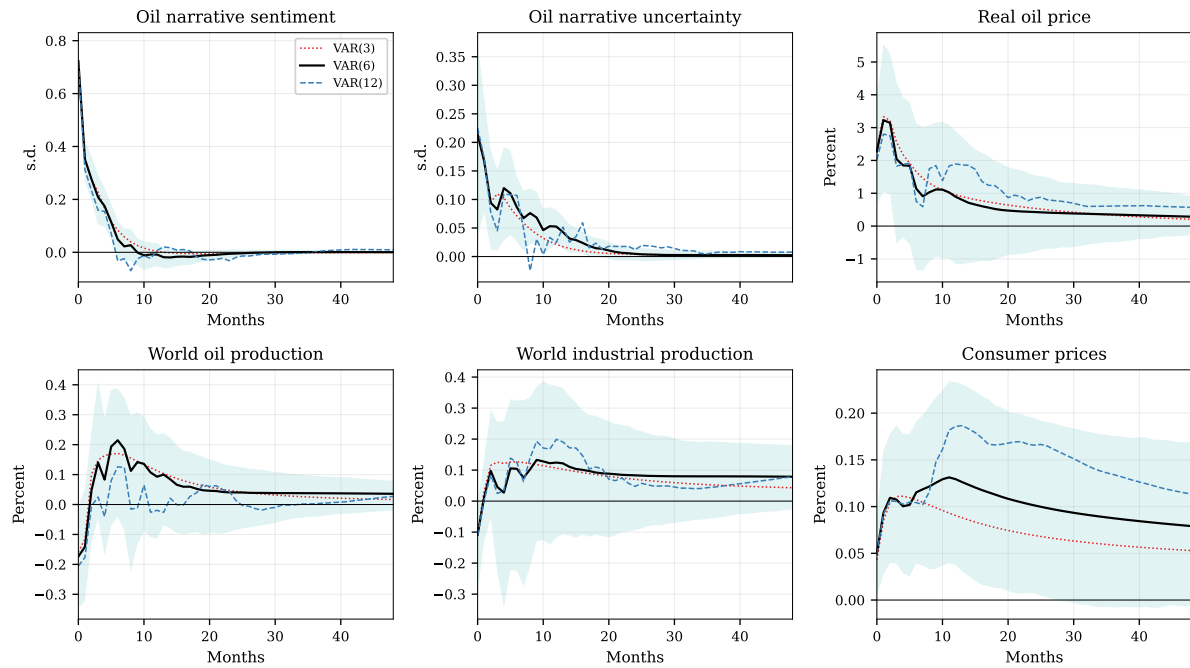 Oil narrative sentiment
0.8
0.6
0.4
0.2
0.0
s.d.
VAR(3)
VAR(6)
VAR(12)
0 10 20 30 40
Months
Oil narrative uncertainty
0.35
0.30
0.25
0.20
0.15
0.10
0.05
0.00
s.d.
0 10 20 30 40
Months
Real oil price
5
4
3
2
1
0
−1
Percent
0 10 20 30 40
Months
World oil production
0.4
0.3
0.2
0.1
0.0
−0.1
−0.2
−0.3
Percent
0 10 20 30 40
Months
World industrial production
0.4
0.3
0.2
0.1
0.0
−0.1
−0.2
−0.3
Percent
0 10 20 30 40
Months
Consumer prices
0.20
0.15
0.10
0.05
0.00
Percent
0 10 20 30 40
Months